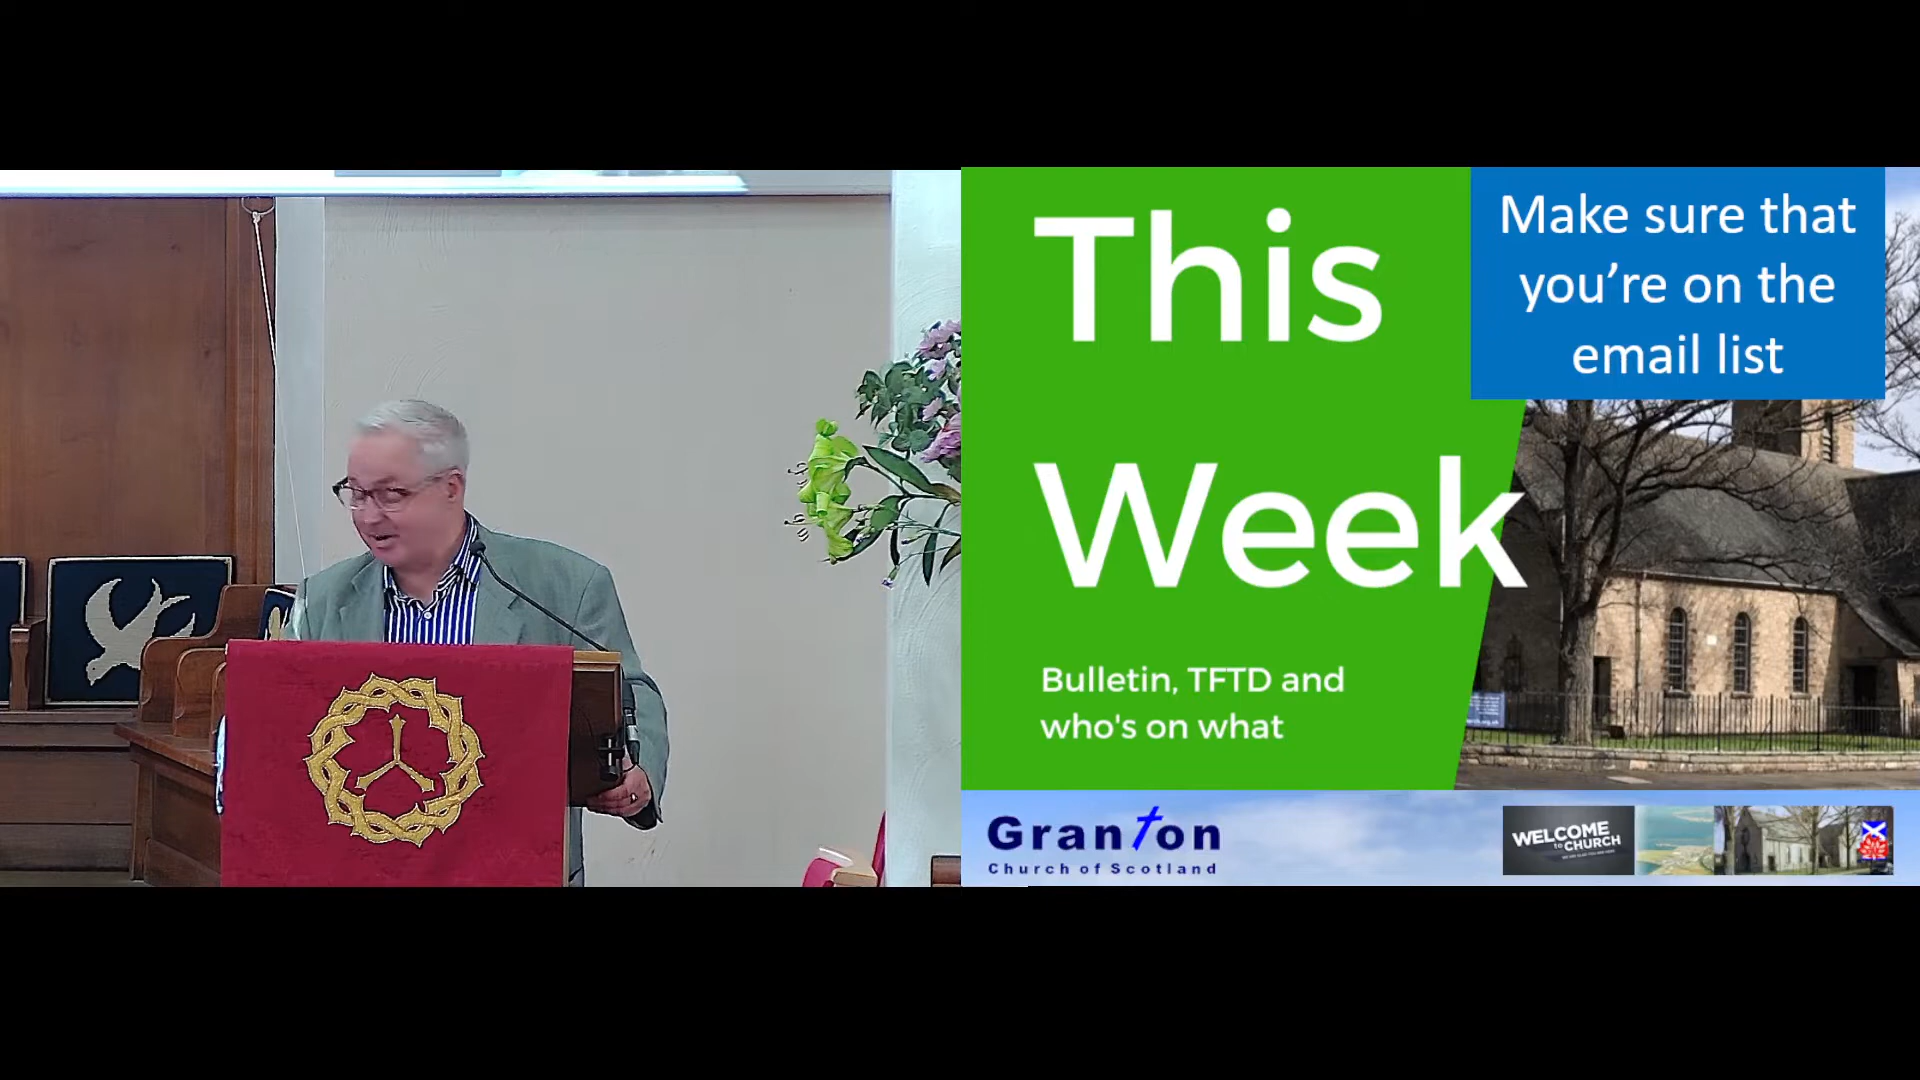 This
Week
Make sure that
you’re on the
email list
Bulletin, TFTD and
who's on what
Granton
Church of Scotland
WELCOME
to CHURCH